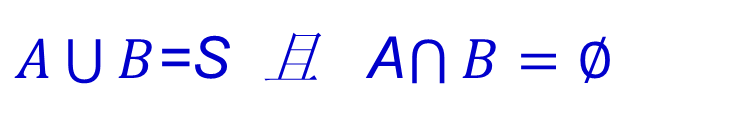 A ∪ B=S 且 A∩ B = ∅